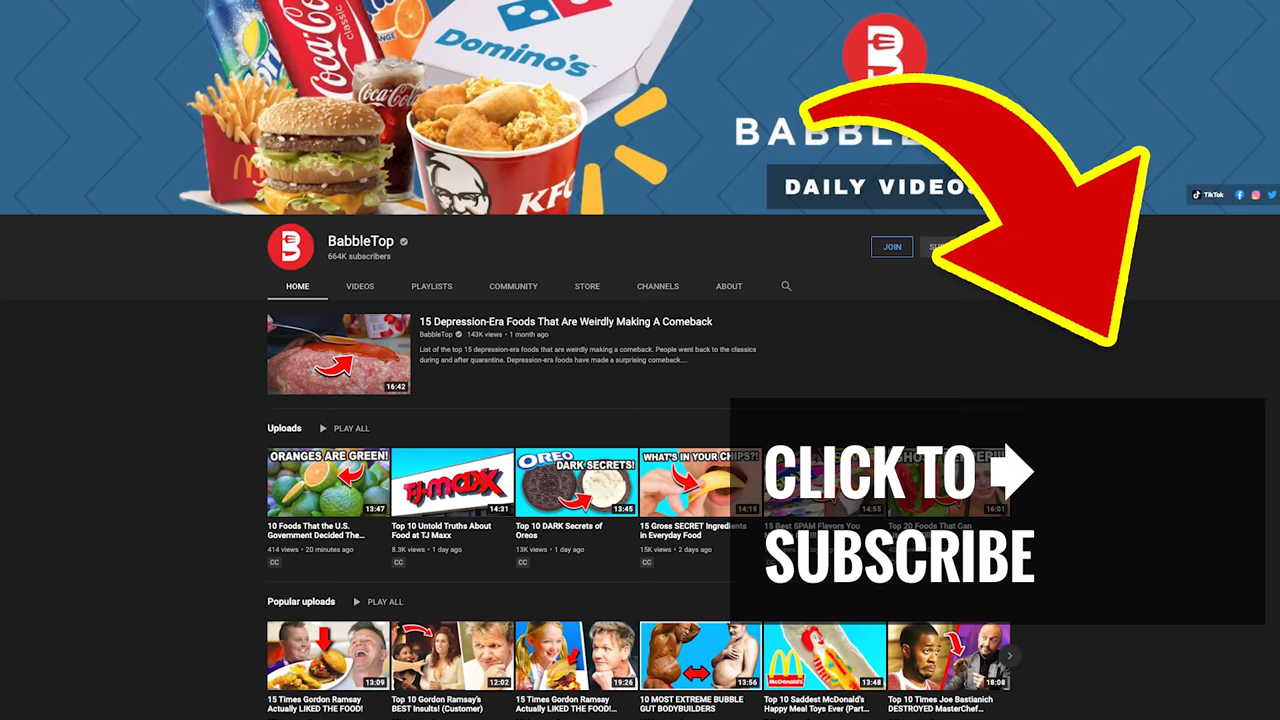 Coca-Cola
classic
ORANGE
Domino's
Coca-Cola
KFC
BABBLE
DAILY VIDEOS
TikTok
BabbleTop
664K subscribers
JOIN
HOME
VIDEOS
PLAYLISTS
COMMUNITY
STORE
CHANNELS
ABOUT
15 Depression-Era Foods That Are Weirdly Making A Comeback
BabbleTop 143K views • 1 month ago
List of the top 15 depression-era foods that are weirdly making a comeback. People went back to the classics
during and after quarantine. Depression-era foods have made a surprising comeback....
16:42
Uploads
PLAY ALL
ORANGES ARE GREEN!
13:47
TJ-maxx
14:31
OREO
DARK SECRETS!
13:45
WHAT'S IN YOUR CHIPS?!
14:19
14:55
16:01
10 Foods That the U.S.
Government Decided The...
414 views • 20 minutes ago
CC
Top 10 Untold Truths About
Food at TJ Maxx
8.3K views • 1 day ago
CC
Top 10 DARK Secrets of
Oreos
13K views • 1 day ago
CC
15 Gross SECRET Ingredients
in Everyday Food
15K views • 2 days ago
CC
15 Best SPAM Flavors You
Top 20 Foods That Can
CLICK TO
SUBSCRIBE
Popular uploads
PLAY ALL
13:09
12:02
19:26
13:56
McDonald's
13:48
18:08
15 Times Gordon Ramsay
Actually LIKED THE FOOD!
Top 10 Gordon Ramsay's
BEST Insults! (Customer)
15 Times Gordon Ramsay
Actually LIKED THE FOO...
10 MOST EXTREME BUBBLE
GUT BODYBUILDERS
Top 10 Saddest McDonald's
Happy Meal Toys Ever (Part...
Top 10 Times Joe Bastianich
DESTROYED MasterChef...